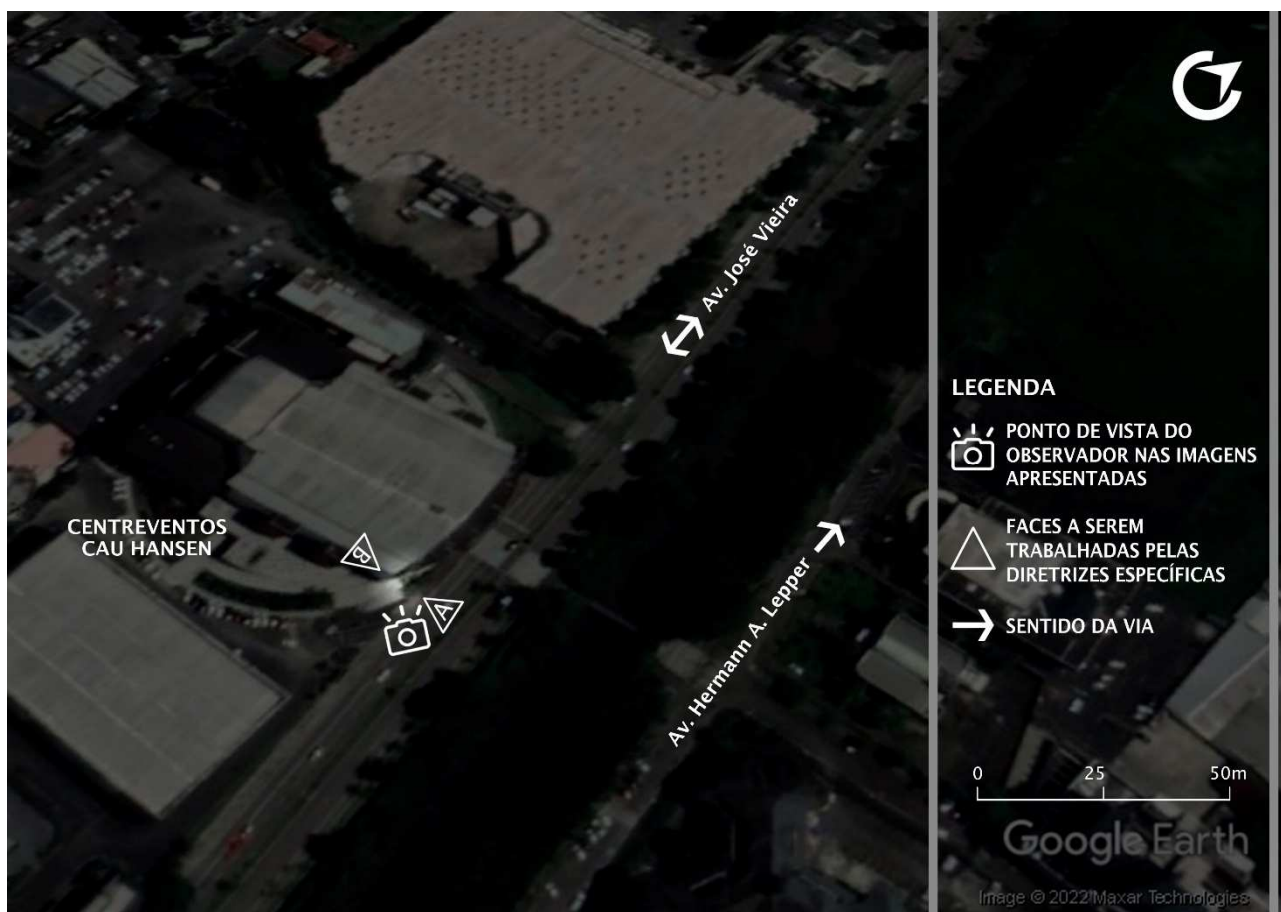 Av. José Vieira
CENTREVENTOS
CAU HANSEN
B
A
Av. Hermann A. Lepper
LEGENDA
PONTO DE VISTA DO
OBSERVADOR NAS IMAGENS
APRESENTADAS
FACES A SEREM
TRABALHADAS PELAS
DIRETRIZES ESPECÍFICAS
SENTIDO DA VIA
0 25 50m
Google Earth
Image © 2022 Maxar Technologies